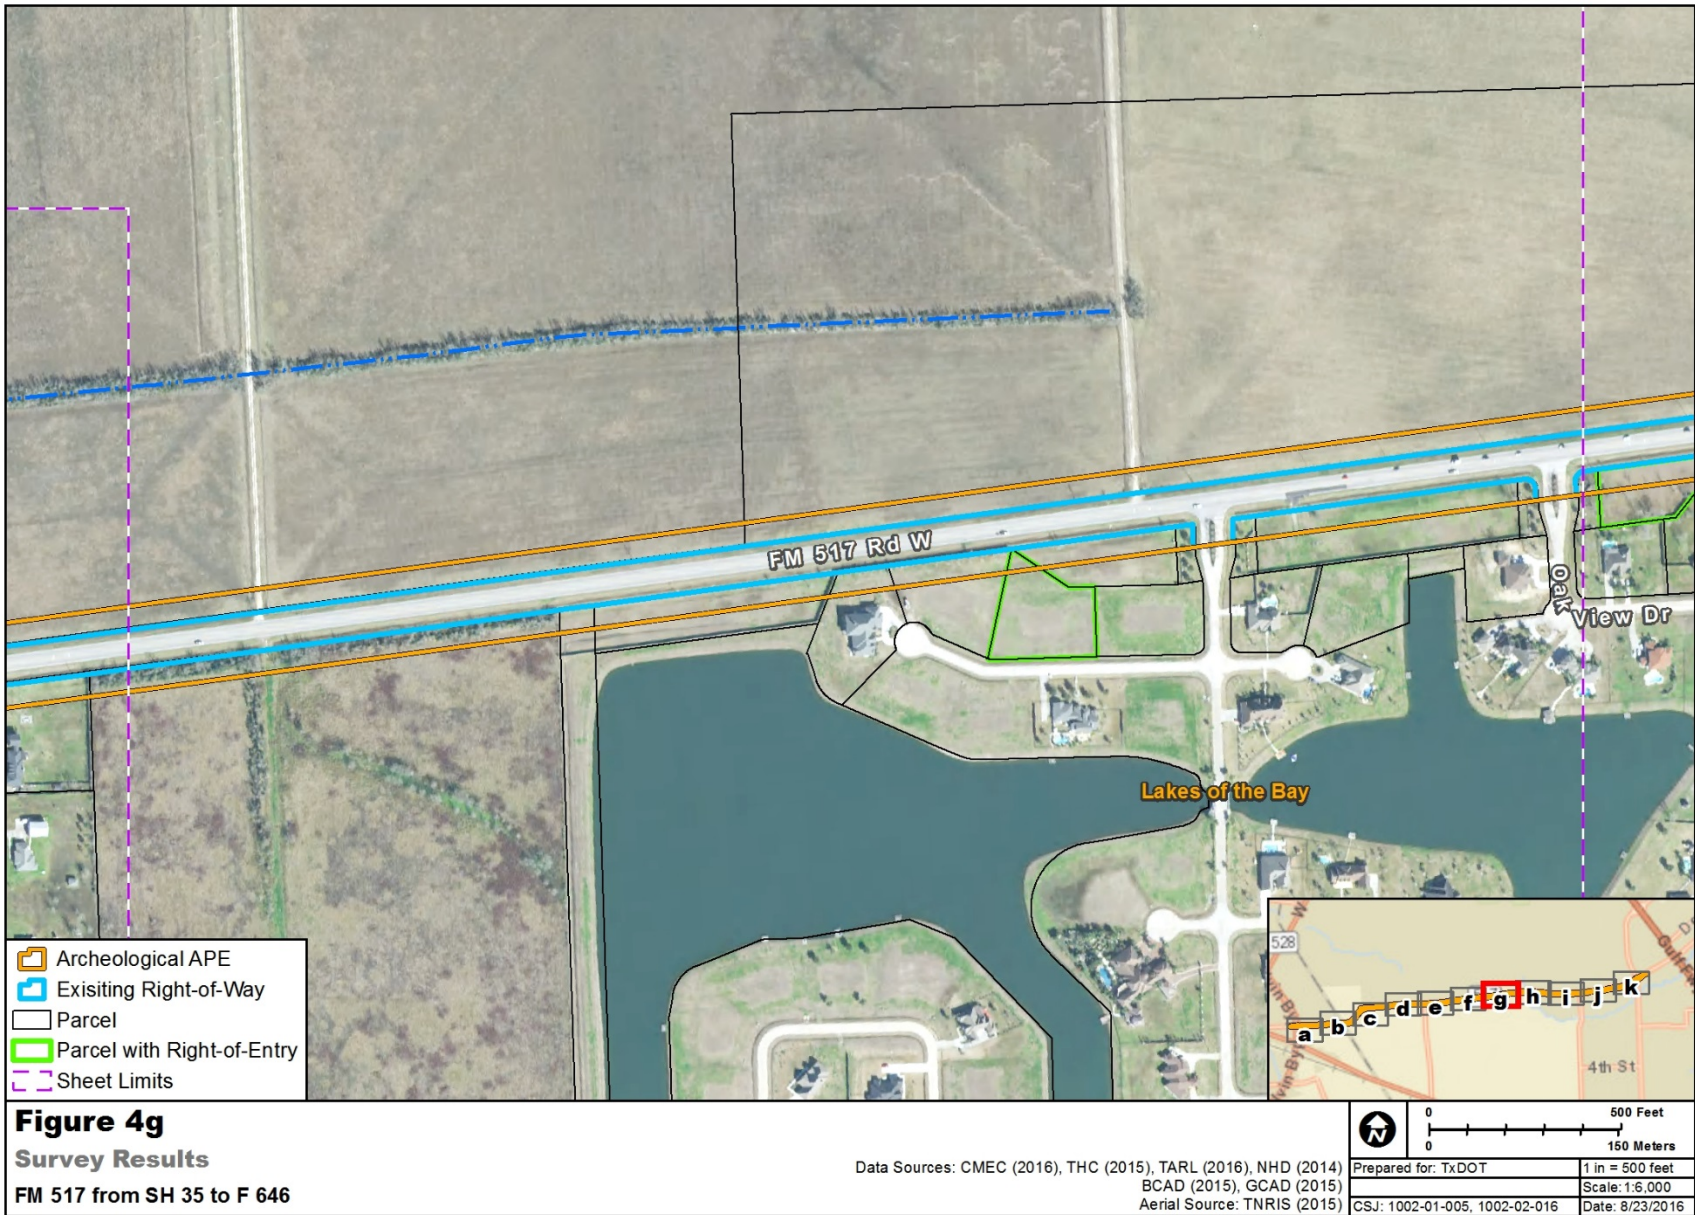 FM 517 Rd W
Oak View Dr
Lakes of the Bay
Archeological APE
Exisiting Right-of-Way
Parcel
Parcel with Right-of-Entry
Sheet Limits
528
W
Gulf
a b c d e f g h i j k
4th St
Figure 4g
Survey Results
FM 517 from SH 35 to F 646
Data Sources: CMEC (2016), THC (2015), TARL (2016), NHD (2014)
BCAD (2015), GCAD (2015)
Aerial Source: TNRIS (2015)
N
0 500 Feet
0 150 Meters
Prepared for: TxDOT
1 in = 500 feet
Scale: 1:6,000
CSJ: 1002-01-005, 1002-02-016
Date: 8/23/2016